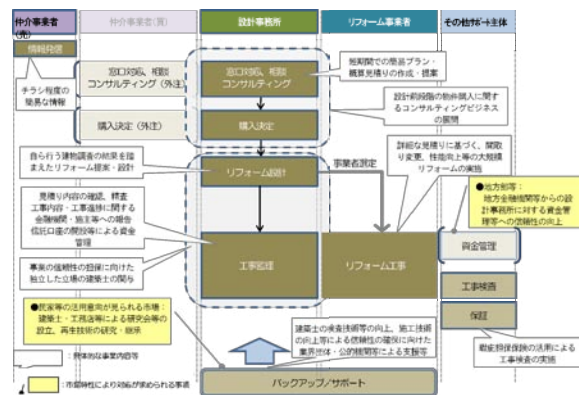 仲介事業者
(売)
仲介事業者(買)
設計事務所
リフォーム事業者
その他サポート主体
情報発信
チラシ程度の
簡易な情報
窓口対応、相談
コンサルティング(外注)
窓口対応、相談
コンサルティング
短期間での簡品プラン・
概算見積りの作成・提案
設計前段階の物件購入に関す
るコンサルティングビジネス
の展開
購入決定(外注)
購入決定
自ら行う建物調査の結果を踏
まえたリフォーム提案・設計
リフォーム設計
事業者選定
詳細な見積りに基づく、間取
り変更、性能向上等の大規模
リフォームの実施
●地方部等:
地方金融機関等からの設
計事務所に対する資金管
理等への信頼性の向上
見積り内容の確認、精査
工事内容・工事進捗に関する
金融機関・施主等への報告
信託口座の開設等による資金
管理
工事監理
リフォーム工事
資金管理
事業の信頼性の担保に向けた
独立した立場の建築士の関与
工事検査
●民家等の活用意向が見られる市場:
建築士・工務店等による研究会等の
設立、再生技術の研究・継承
建築士の検査技術等の向上、施工技術
の向上等による信頼性の確保に向けた
業界団体・公的機関等による支援等
保証
瑕疵担保保険の活用による
工事検査の実施
:具体的な事業内容等
:市場特性により対応が求められる事項
バックアップ/サポート